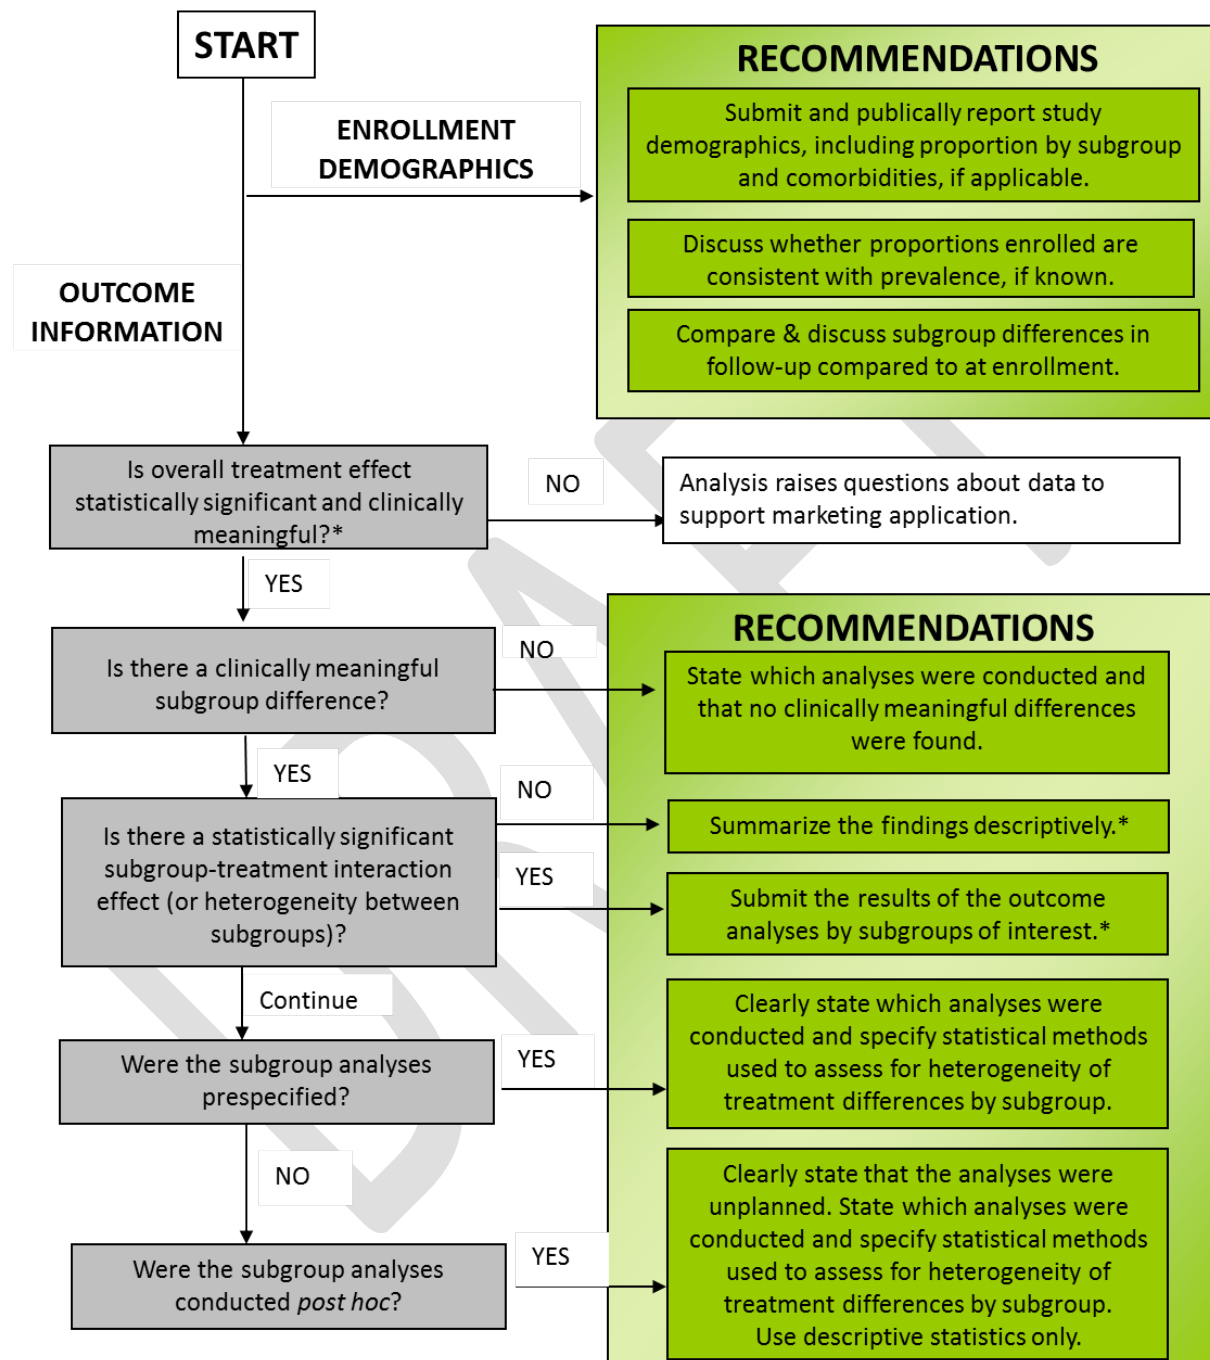 START
ENROLLMENT
DEMOGRAPHICS
RECOMMENDATIONS
Submit and publically report study
demographics, including proportion by subgroup
and comorbidities, if applicable.
Discuss whether proportions enrolled are
consistent with prevalence, if known.
Compare & discuss subgroup differences in
follow-up compared to at enrollment.
OUTCOME
INFORMATION
Is overall treatment effect
statistically significant and clinically
meaningful?*
NO
Analysis raises questions about data to
support marketing application.
YES
RECOMMENDATIONS
Is there a clinically meaningful
subgroup difference?
NO
State which analyses were conducted and
that no clinically meaningful differences
were found.
YES
Is there a statistically significant
subgroup-treatment interaction
effect (or heterogeneity between
subgroups)?
NO
Summarize the findings descriptively.*
YES
Submit the results of the outcome
analyses by subgroups of interest.*
Continue
Were the subgroup analyses
prespecified?
YES
Clearly state which analyses were
conducted and specify statistical methods
used to assess for heterogeneity of
treatment differences by subgroup.
NO
Were the subgroup analyses
conducted post hoc?
YES
Clearly state that the analyses were
unplanned. State which analyses were
conducted and specify statistical methods
used to assess for heterogeneity of
treatment differences by subgroup.
Use descriptive statistics only.
DRAFT